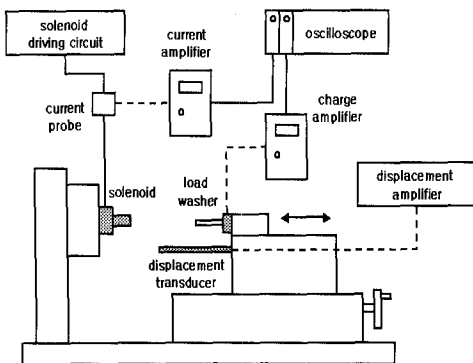 solenoid
driving circuit
current
amplifier
oscilloscope
current
probe
charge
amplifier
solenoid
load
washer
displacement
amplifier
displacement
transducer